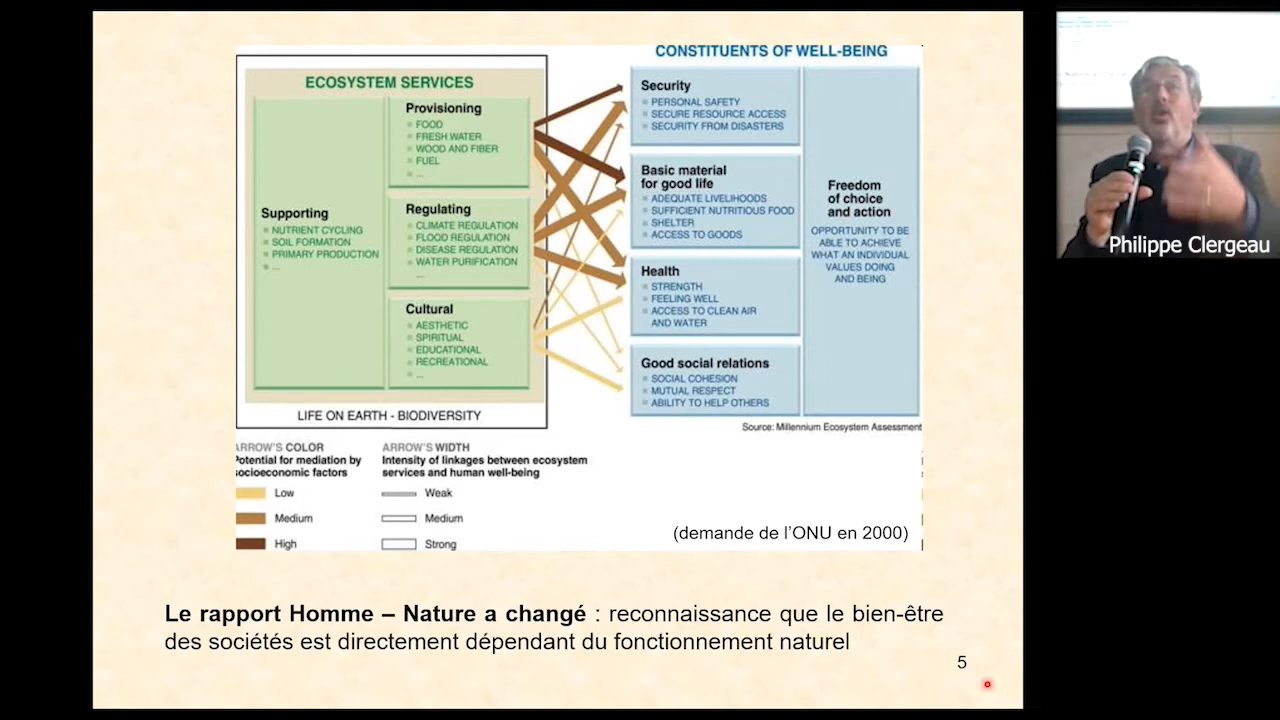 CONSTITUENTS OF WELL-BEING
ECOSYSTEM SERVICES
Provisioning
FOOD
FRESH WATER
WOOD AND FIBER
FUEL
...
Supporting
NUTRIENT CYCLING
SOIL FORMATION
PRIMARY PRODUCTION
...
Regulating
CLIMATE REGULATION
FLOOD REGULATION
DISEASE REGULATION
WATER PURIFICATION
...
Cultural
AESTHETIC
SPIRITUAL
EDUCATIONAL
RECREATIONAL
...
LIFE ON EARTH - BIODIVERSITY
Security
PERSONAL SAFETY
SECURE RESOURCE ACCESS
SECURITY FROM DISASTERS
Basic material
for good life
ADEQUATE LIVELIHOODS
SUFFICIENT NUTRITIOUS FOOD
SHELTER
ACCESS TO GOODS
Health
STRENGTH
FEELING WELL
ACCESS TO CLEAN AIR
AND WATER
Good social relations
SOCIAL COHESION
MUTUAL RESPECT
ABILITY TO HELP OTHERS
Freedom
of choice
and action
OPPORTUNITY TO BE
ABLE TO ACHIEVE
WHAT AN INDIVIDUAL
VALUES DOING
AND BEING
Source: Millennium Ecosystem Assessment
ARROW'S COLOR
Potential for mediation by
socioeconomic factors
Low
Medium
High
ARROW'S WIDTH
Intensity of linkages between ecosystem
services and human well-being
Weak
Medium
Strong
(demande de l'ONU en 2000)
Le rapport Homme – Nature a changé : reconnaissance que le bien-être
des sociétés est directement dépendant du fonctionnement naturel
5
Philippe Clergeau